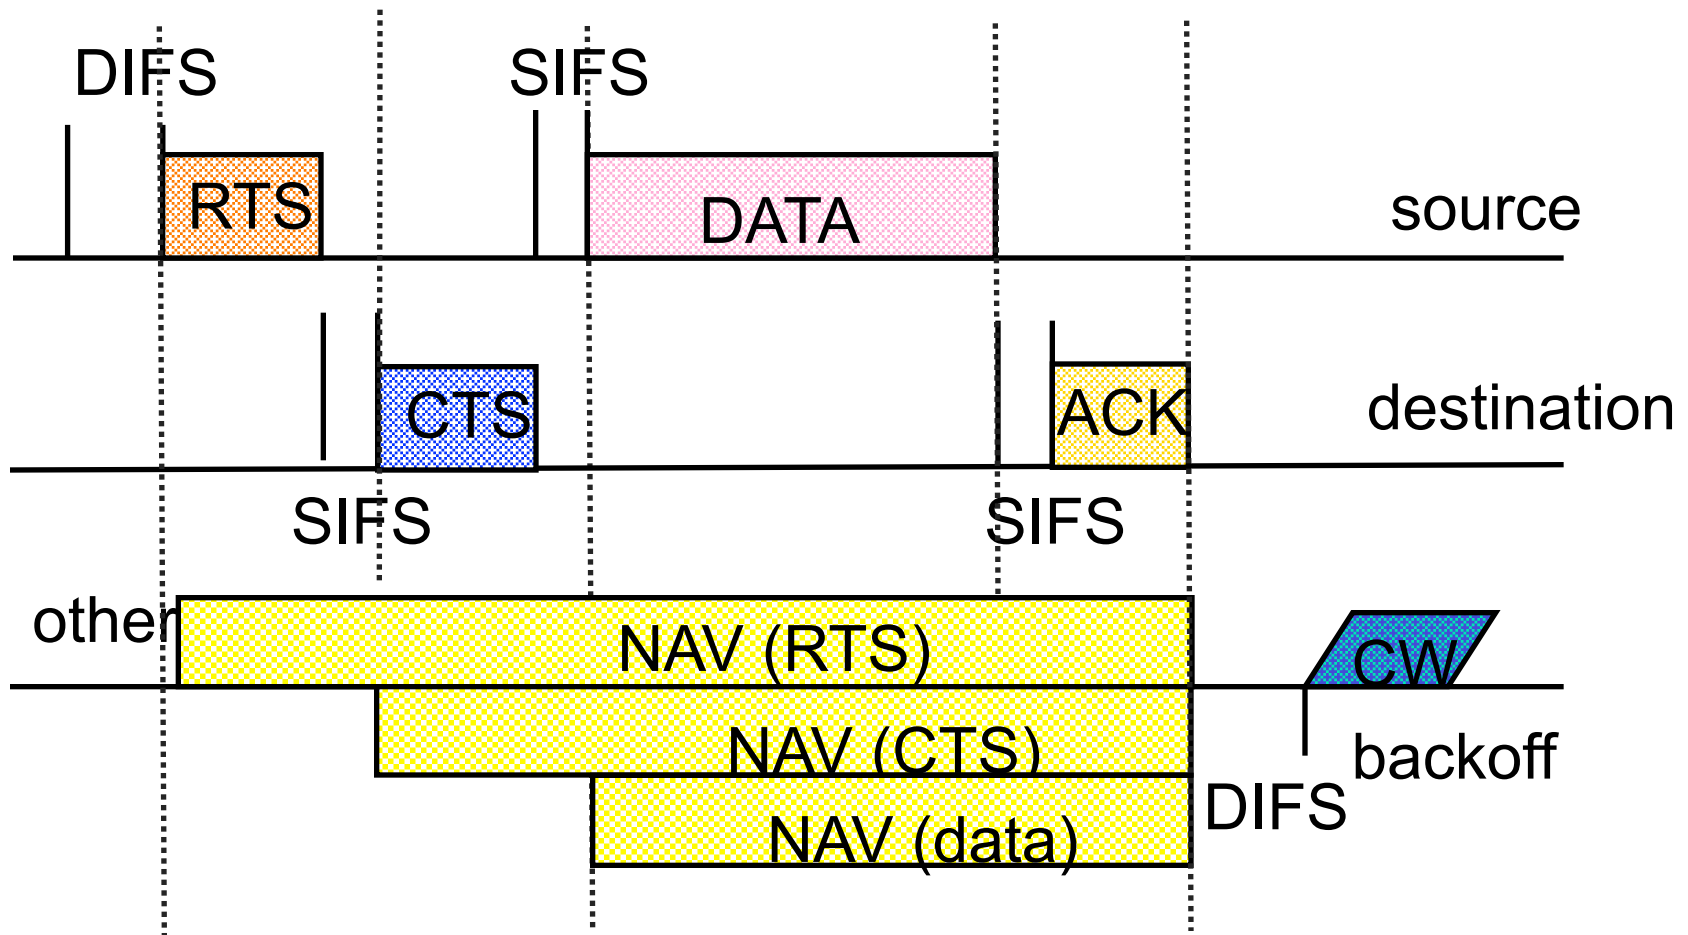 DIFS
SIFS
RTS
DATA
source
CTS
ACK
destination
SIFS
SIFS
other
NAV (RTS)
CW
NAV (CTS)
backoff
DIFS
NAV (data)